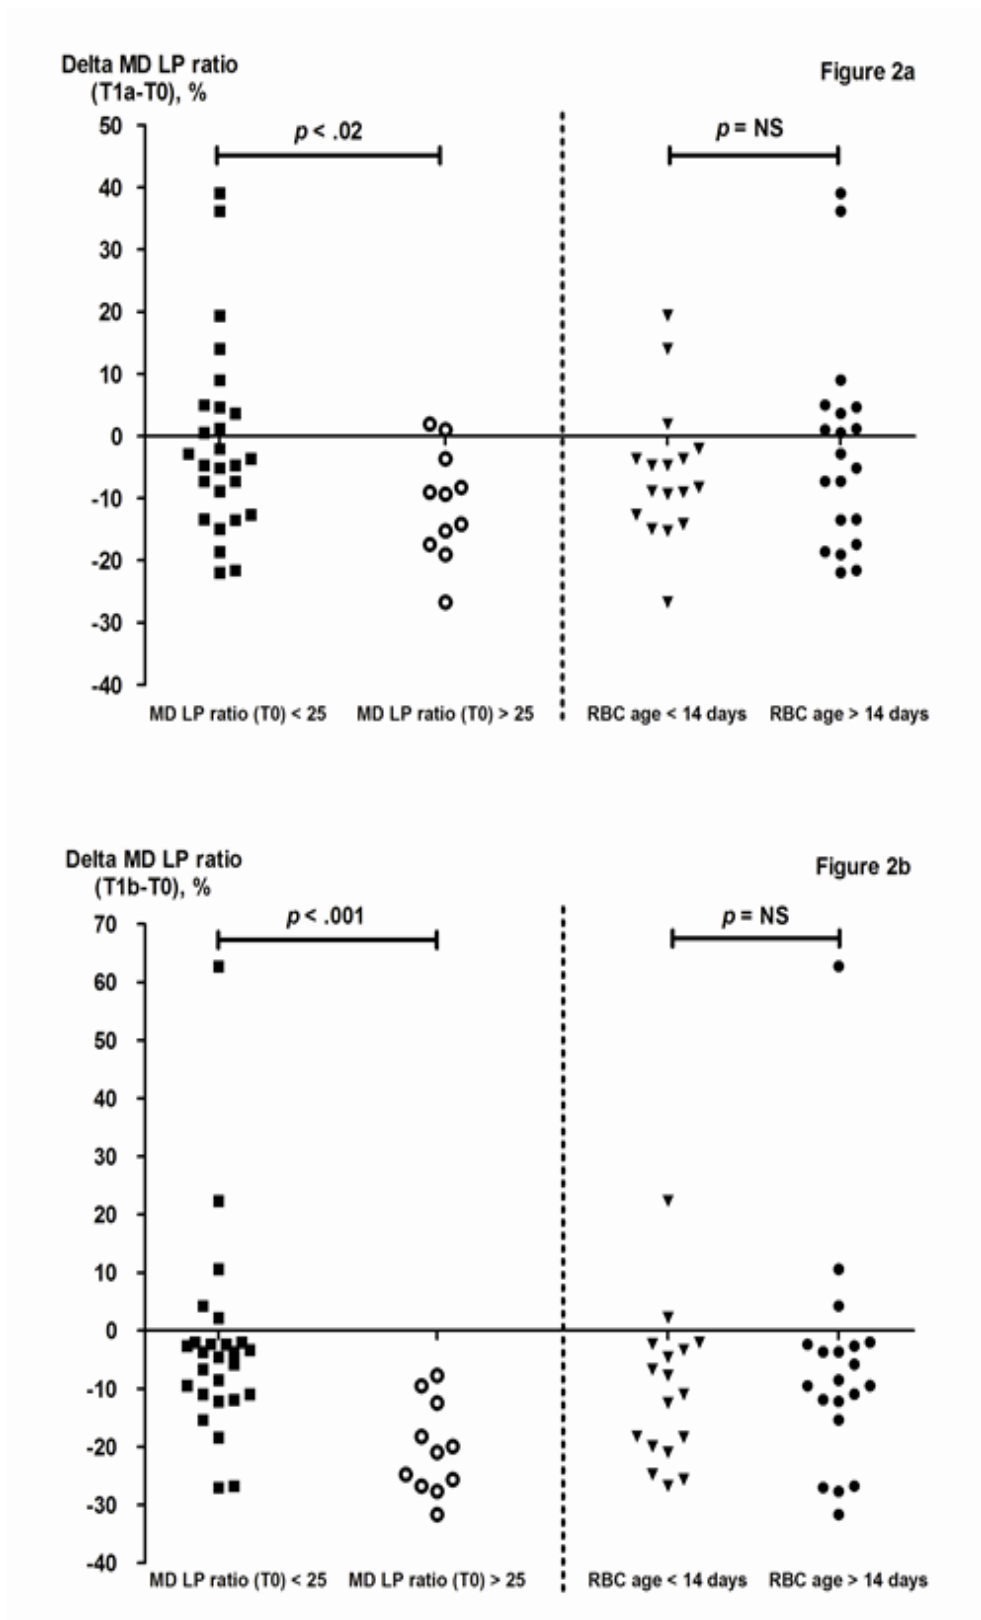 Delta MD LP ratio
(T1a-T0), %
Figure 2a
p < .02
p = NS
50
40
30
20
10
0
-10
-20
-30
-40
MD LP ratio (T0) < 25
MD LP ratio (T0) > 25
RBC age < 14 days
RBC age > 14 days
Delta MD LP ratio
(T1b-T0), %
Figure 2b
p < .001
p = NS
70
60
50
40
30
20
10
0
-10
-20
-30
-40
MD LP ratio (T0) < 25
MD LP ratio (T0) > 25
RBC age < 14 days
RBC age > 14 days